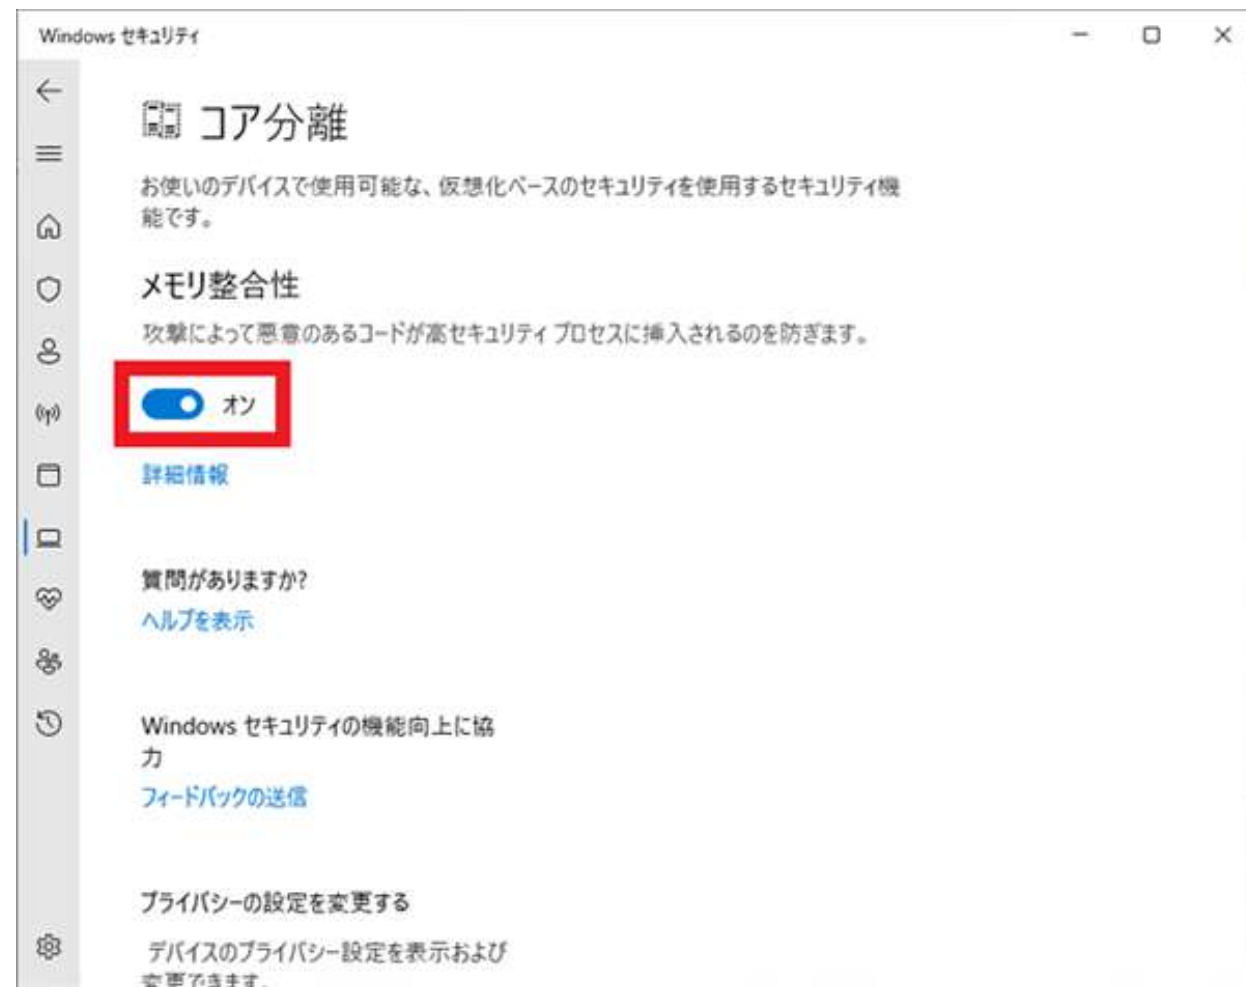 Windows セキュリティ
コア分離
お使いのデバイスで使用可能な、仮想化ベースのセキュリティを使用するセキュリティ機
能です。
メモリ整合性
攻撃によって悪意のあるコードが高セキュリティ プロセスに挿入されるのを防ぎます。
オン
詳細情報
質問がありますか?
ヘルプを表示
Windows セキュリティの機能向上に協
力
フィードバックの送信
プライバシーの設定を変更する
デバイスのプライバシー設定を表示および
変更できます。